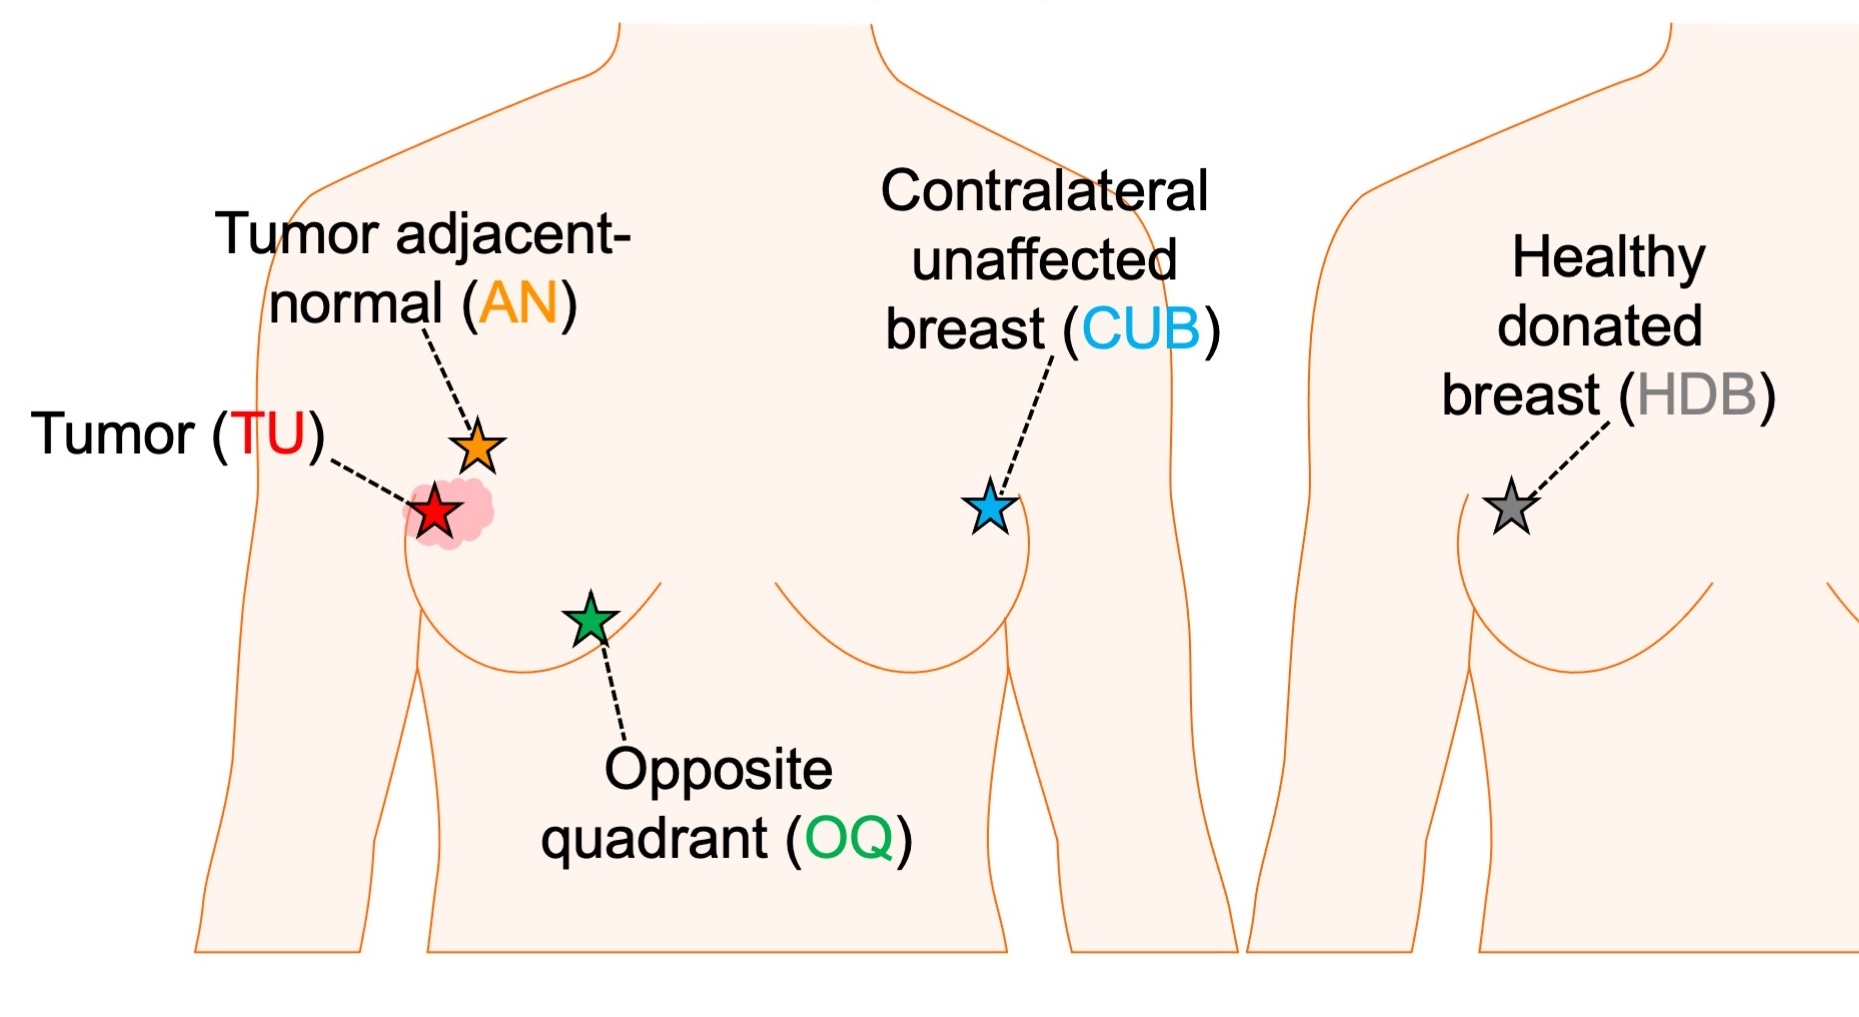 Tumor adjacent-
normal (AN)
Tumor (TU)
Contralateral
unaffected
breast (CUB)
Opposite
quadrant (OQ)
Healthy
donated
breast (HDB)